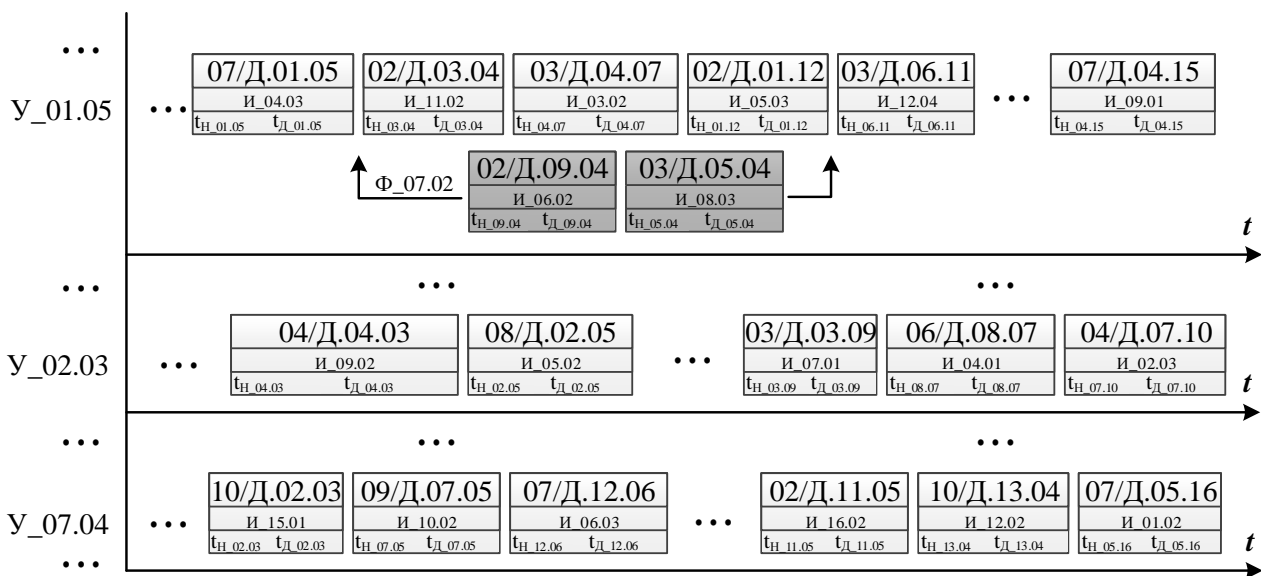 ...
07/Д.01.05 02/Д.03.04 03/Д.04.07 02/Д.01.12 03/Д.06.11 07/Д.04.15
У_01.05 ... И_04.03 И_11.02 И_03.02 И_05.03 И_12.04 ... И_09.01
tН_01.05 tД_01.05 tН_03.04 tД_03.04 tН_04.07 tД_04.07 tН_01.12 tД_01.12 tН_06.11 tД_06.11 tН_04.15 tД_04.15
02/Д.09.04 03/Д.05.04
Ф_07.02 И_06.02 И_08.03
tН_09.04 tД_09.04 tН_05.04 tД_05.04
t
... ... ...
04/Д.04.03 08/Д.02.05 03/Д.03.09 06/Д.08.07 04/Д.07.10
У_02.03 ... И_09.02 И_05.02 ... И_07.01 И_04.01 И_02.03
tН_04.03 tД_04.03 tН_02.05 tД_02.05 tН_03.09 tД_03.09 tН_08.07 tД_08.07 tН_07.10 tД_07.10 t
... ... ...
10/Д.02.03 09/Д.07.05 07/Д.12.06 02/Д.11.05 10/Д.13.04 07/Д.05.16
У_07.04 ... И_15.01 И_10.02 И_06.03 ... И_16.02 И_12.02 И_01.02
tН_02.03 tД_02.03 tН_07.05 tД_07.05 tН_12.06 tД_12.06 tН_11.05 tД_11.05 tН_13.04 tД_13.04 tН_05.16 tД_05.16 t
...